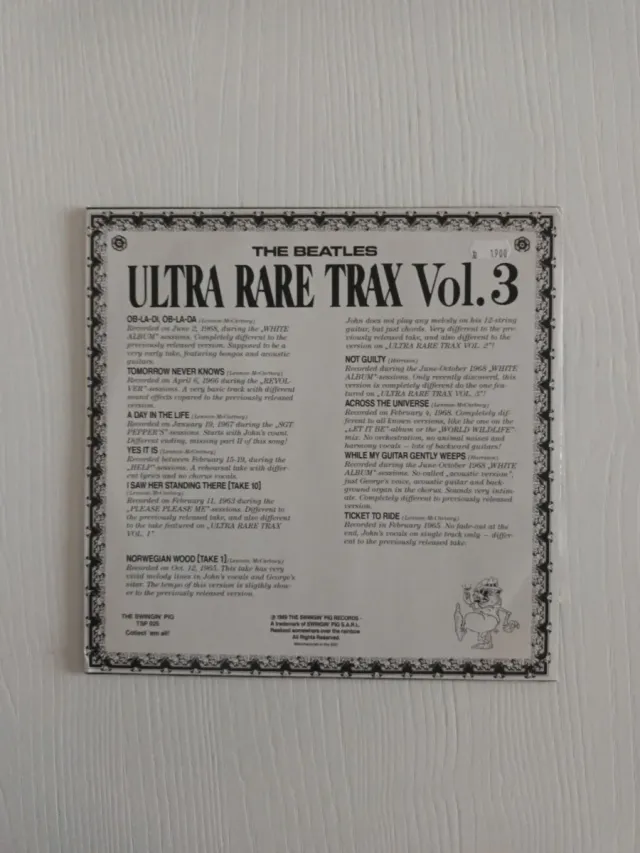 THE BEATLES
1900
ULTRA RARE TRAX Vol.3
OB-LA-DI, OB-LA-DA (Lennon-McCartney)
Recorded on June 2, 1968, during the „WHITE
ALBUM"-sessions. Completely different to the
previously released version. Supposed to be a
very early take, featuring bongos and acoustic
guitars.
TOMORROW NEVER KNOWS (Lennon-McCartney)
Recorded on April 6, 1966 during the „REVOL-
VER"-sessions. A very basic track with different
sound effects copared to the previously released
version.
A DAY IN THE LIFE (Lennon-McCartney)
Recorded on January 19, 1967 during the „SGT.
PEPPER'S"-sessions. Starts with John's count.
Different ending, missing part II of this song!
YES IT IS (Lennon-McCartney)
Recorded between February 15-19, during the
„HELP"-sessions. A rehearsal take with differ-
ent lyrics and no chorus vocals.
I SAW HER STANDING THERE [TAKE 10]
(Lennon-McCartney)
Recorded on February 11, 1963 during the
„PLEASE PLEASE ME"-sessions. Different to
the previously released take, and also different
to the take featured on „ULTRA RARE TRAX
VOL. 1"
NORWEGIAN WOOD [TAKE 1] (Lennon-McCartney)
Recorded on Oct. 12, 1965. This take has very
vivid melody lines in John's vocals and George's
sitar. The tempo of this version is sligthly slow-
er to the previously released version.
John does not play any melody on his 12-string
guitar, but just chords. Very different to the pre-
viously released take, and also different to the
version on „ULTRA RARE TRAX VOL. 2"!
NOT GUILTY (Harrison)
Recorded during the June-October 1968 „WHITE
ALBUM"-sessions. Only recently discovered, this
version is completely different do the one fea-
tured on „ULTRA RARE TRAX VOL. 2"!
ACROSS THE UNIVERSE (Lennon-McCartney)
Recorded on February 4, 1968. Completely dif-
ferent to all known versions, like the one on the
„LET IT BE"-album or the „WORLD WILDLIFE"-
mix. No orchestration, no animal noises and
harmony vocals – lots of backward guitars!
WHILE MY GUITAR GENTLY WEEPS (Harrison)
Recorded during the June-October 1968 „WHITE
ALBUM"-sessions. So called „acoustic version",
just George's voice, acoustic guitar and back-
ground organ in the chorus. Sounds very intim-
ate. Completely different to previously released
version.
TICKET TO RIDE (Lennon-McCartney)
Recorded in February 1965. No fade-out at the
end, John's vocals on single track only – differ-
ent to the previously released take.
THE SWINGIN' PIG
TSP 025
Collect 'em all!
℗ 1989 THE SWINGIN' PIG RECORDS –
A trademark of SWINGIN' PIG S.A.R.L.
Realized somewhere over the rainbow
All Rights Reserved